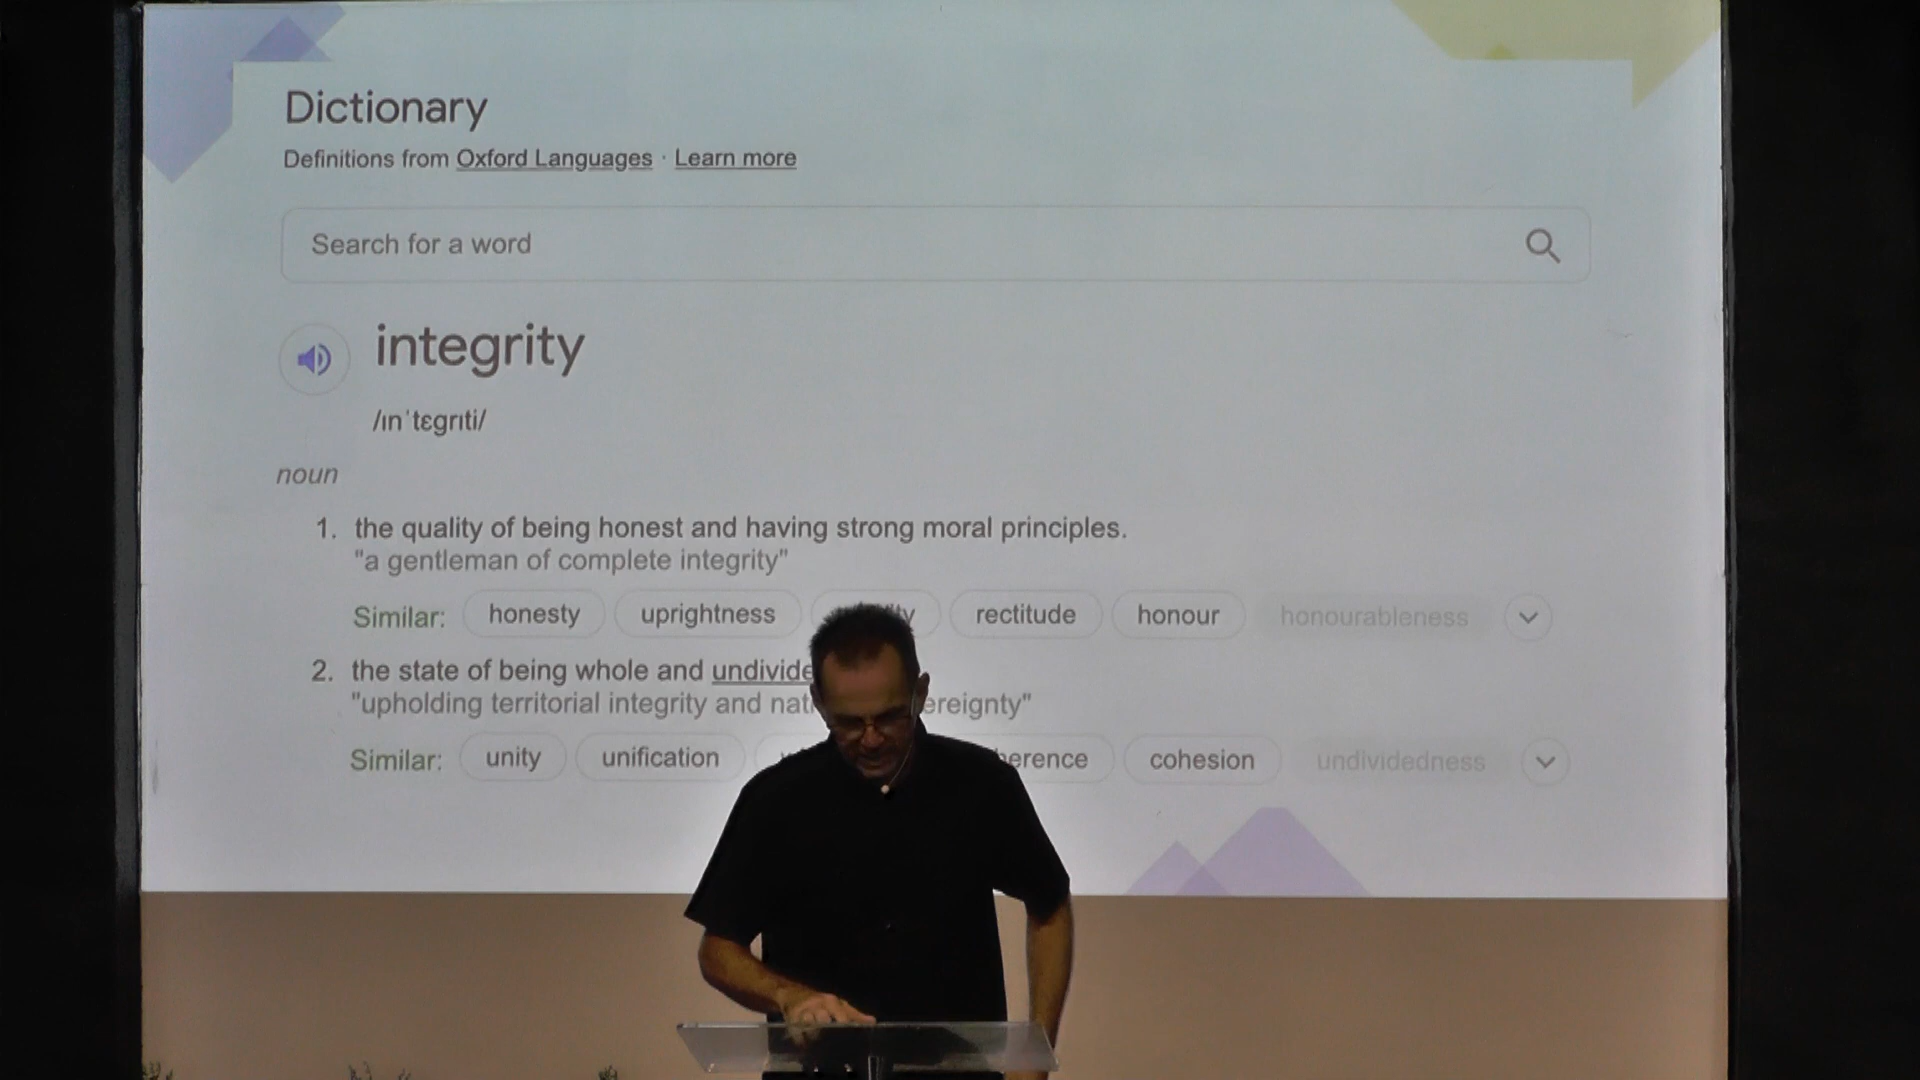 Dictionary
Definitions from Oxford Languages · Learn more
Search for a word
integrity
/ɪnˈtɛɡrɪti/
noun
1. the quality of being honest and having strong moral principles.
"a gentleman of complete integrity"
Similar: honesty uprightness rectitude honour honourableness
2. the state of being whole and
"upholding territorial integrity and
Similar: unity unification cohesion undividedness